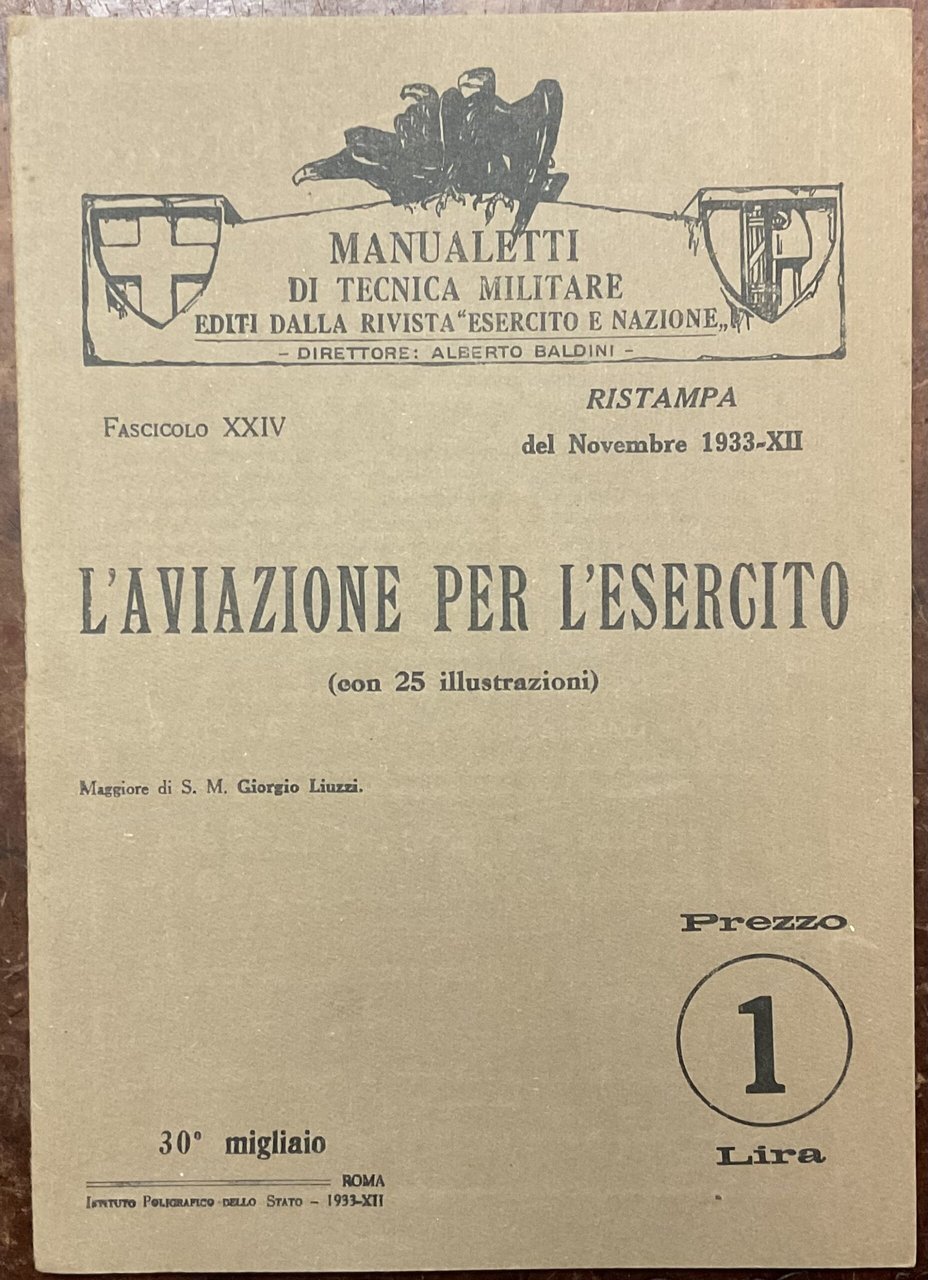 MANUALETTI
DI TECNICA MILITARE
EDITI DALLA RIVISTA "ESERCITO E NAZIONE„
- DIRETTORE: ALBERTO BALDINI -
FASCICOLO XXIV
RISTAMPA
del Novembre 1933-XII
L'AVIAZIONE PER L'ESERCITO
(con 25 illustrazioni)
Maggiore di S. M. Giorgio Liuzzi.
Prezzo
1
Lira
30° migliaio
ROMA
ISTITUTO POLIGRAFICO DELLO STATO - 1933-XII